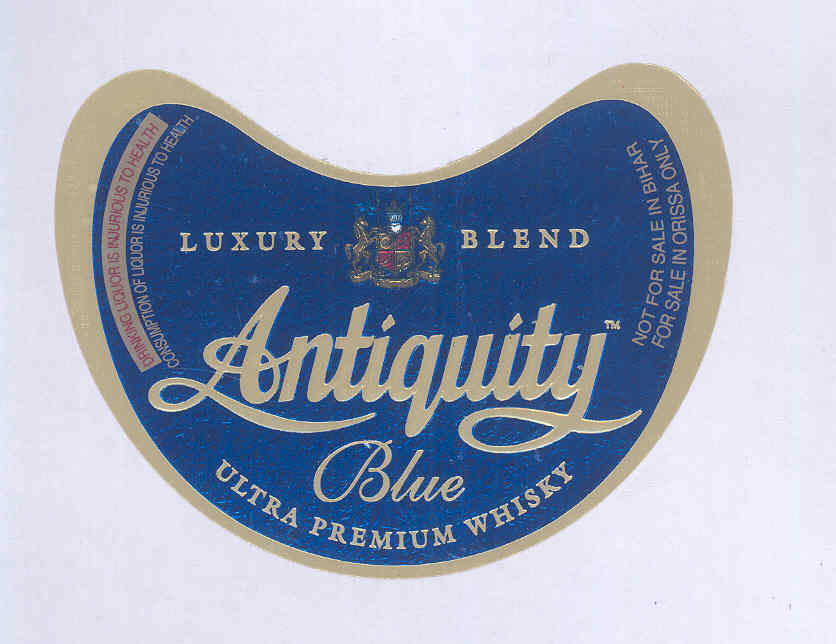 DRINKING LIQUOR IS INJURIOUS TO HEALTH
CONSUMPTION OF LIQUOR IS INJURIOUS TO HEALTH
LUXURY BLEND
Antiquity™
Blue
ULTRA PREMIUM WHISKY
NOT FOR SALE IN BIHAR
FOR SALE IN ORISSA ONLY